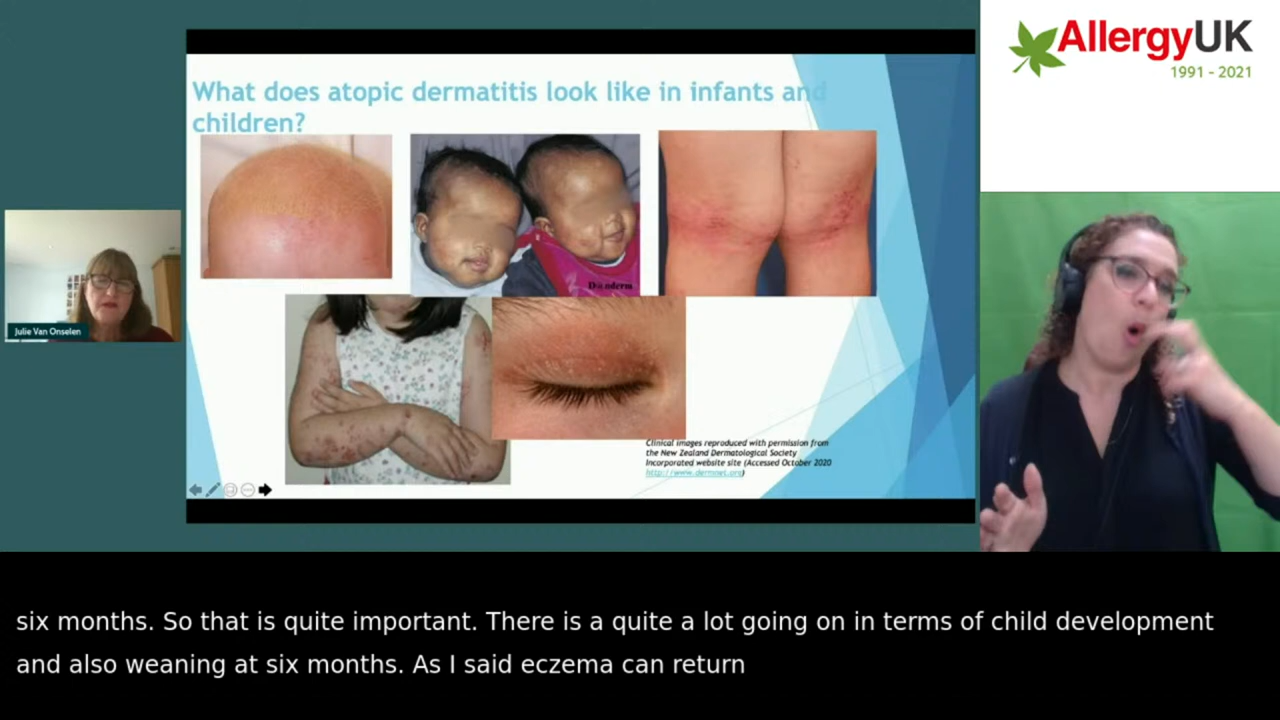 What does atopic dermatitis look like in infants and
children?
AllergyUK
1991 - 2021
Julie Van Onselen
Clinical images reproduced with permission from
the New Zealand Dermatological Society
Incorporated website site (Accessed October 2020
http://www.dermnet.org)
six months. So that is quite important. There is a quite a lot going on in terms of child development
and also weaning at six months. As I said eczema can return